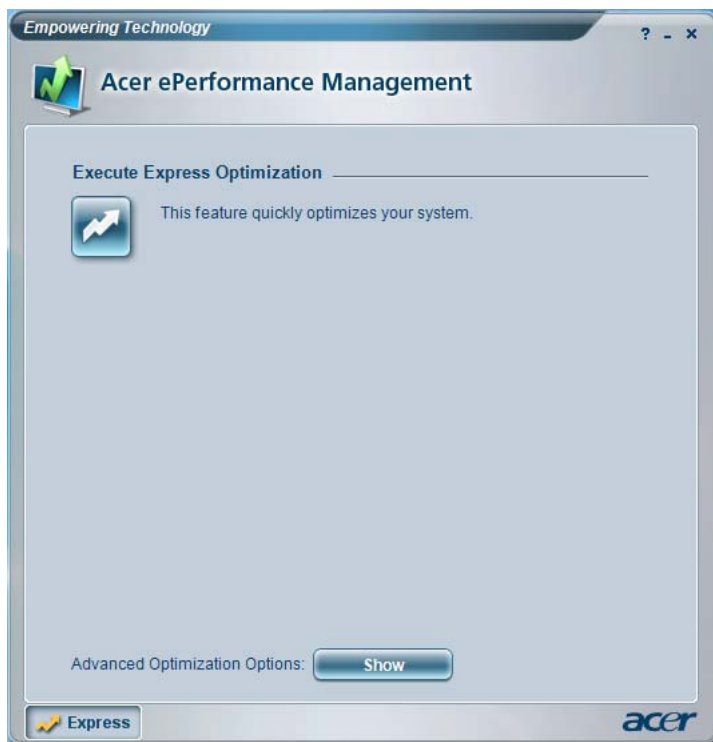 Empowering Technology
? - ×
Acer ePerformance Management
Execute Express Optimization
This feature quickly optimizes your system.
Advanced Optimization Options: Show
Express
acer